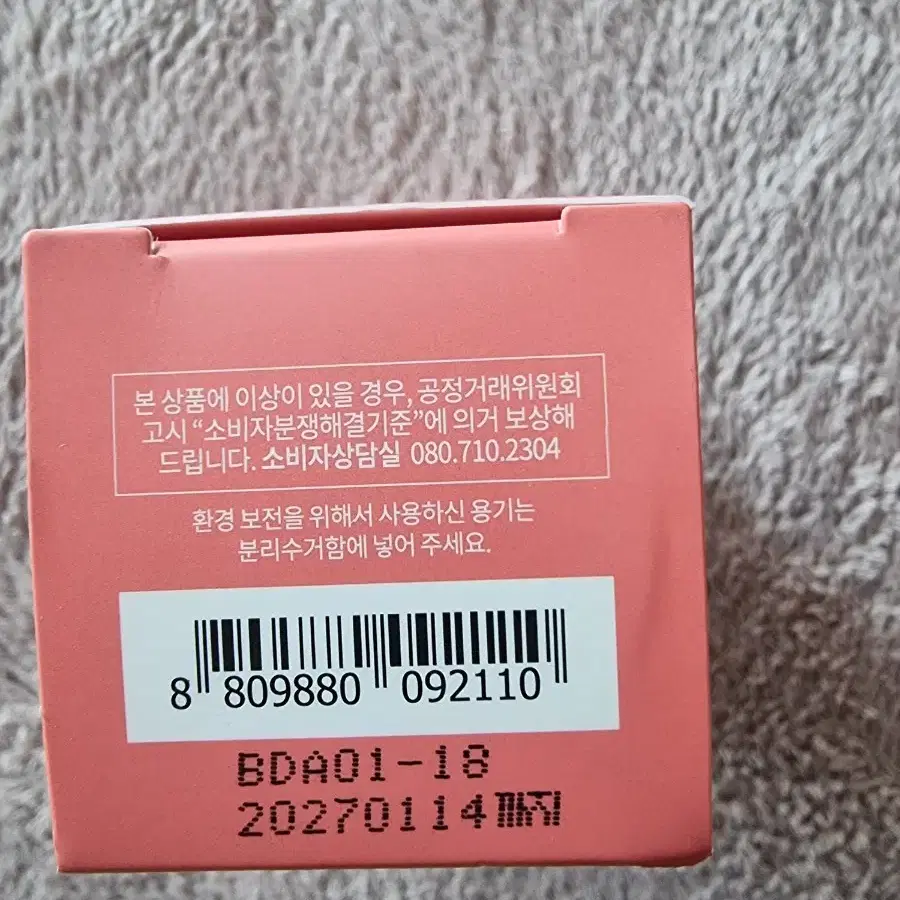 본 상품에 이상이 있을 경우, 공정거래위원회
고시 “소비자분쟁해결기준”에 의거 보상해
드립니다. 소비자상담실 080.710.2304
환경 보전을 위해서 사용하신 용기는
분리수거함에 넣어 주세요.
8 809880 092110
BDA01-18
20270114까지